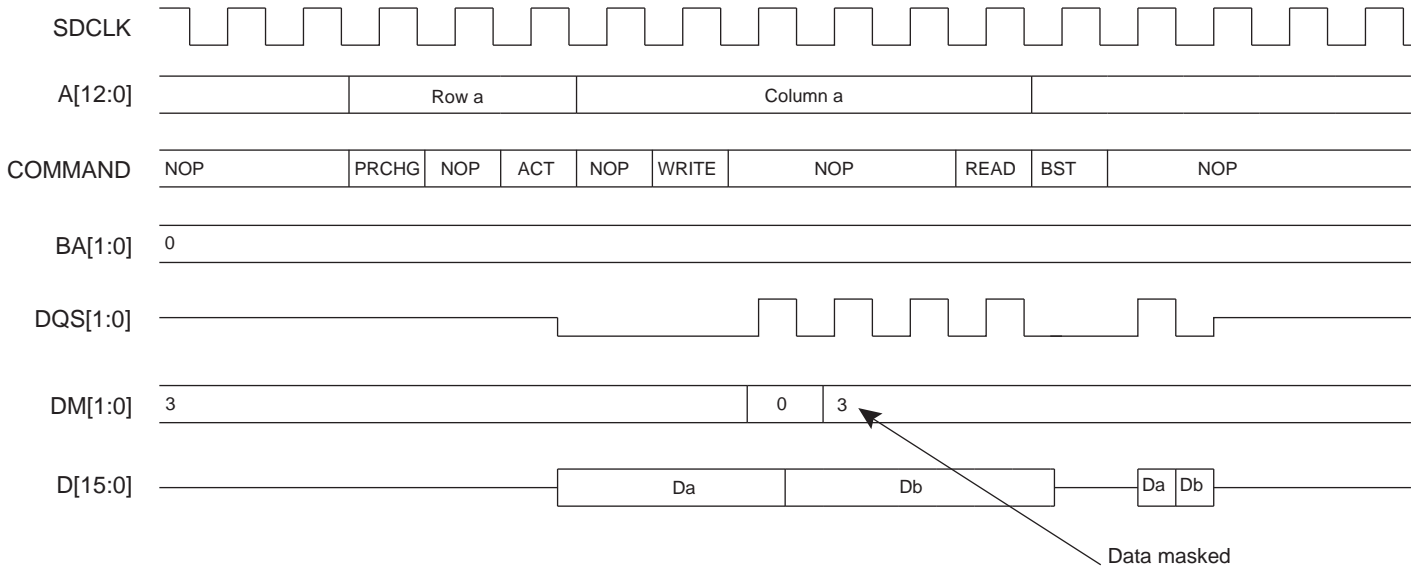 SDCLK
A[12:0] Row a Column a
COMMAND NOP PRCHG NOP ACT NOP WRITE NOP READ BST NOP
BA[1:0] 0
DQS[1:0]
DM[1:0] 3 0 3
D[15:0] Da Db Da Db
Data masked